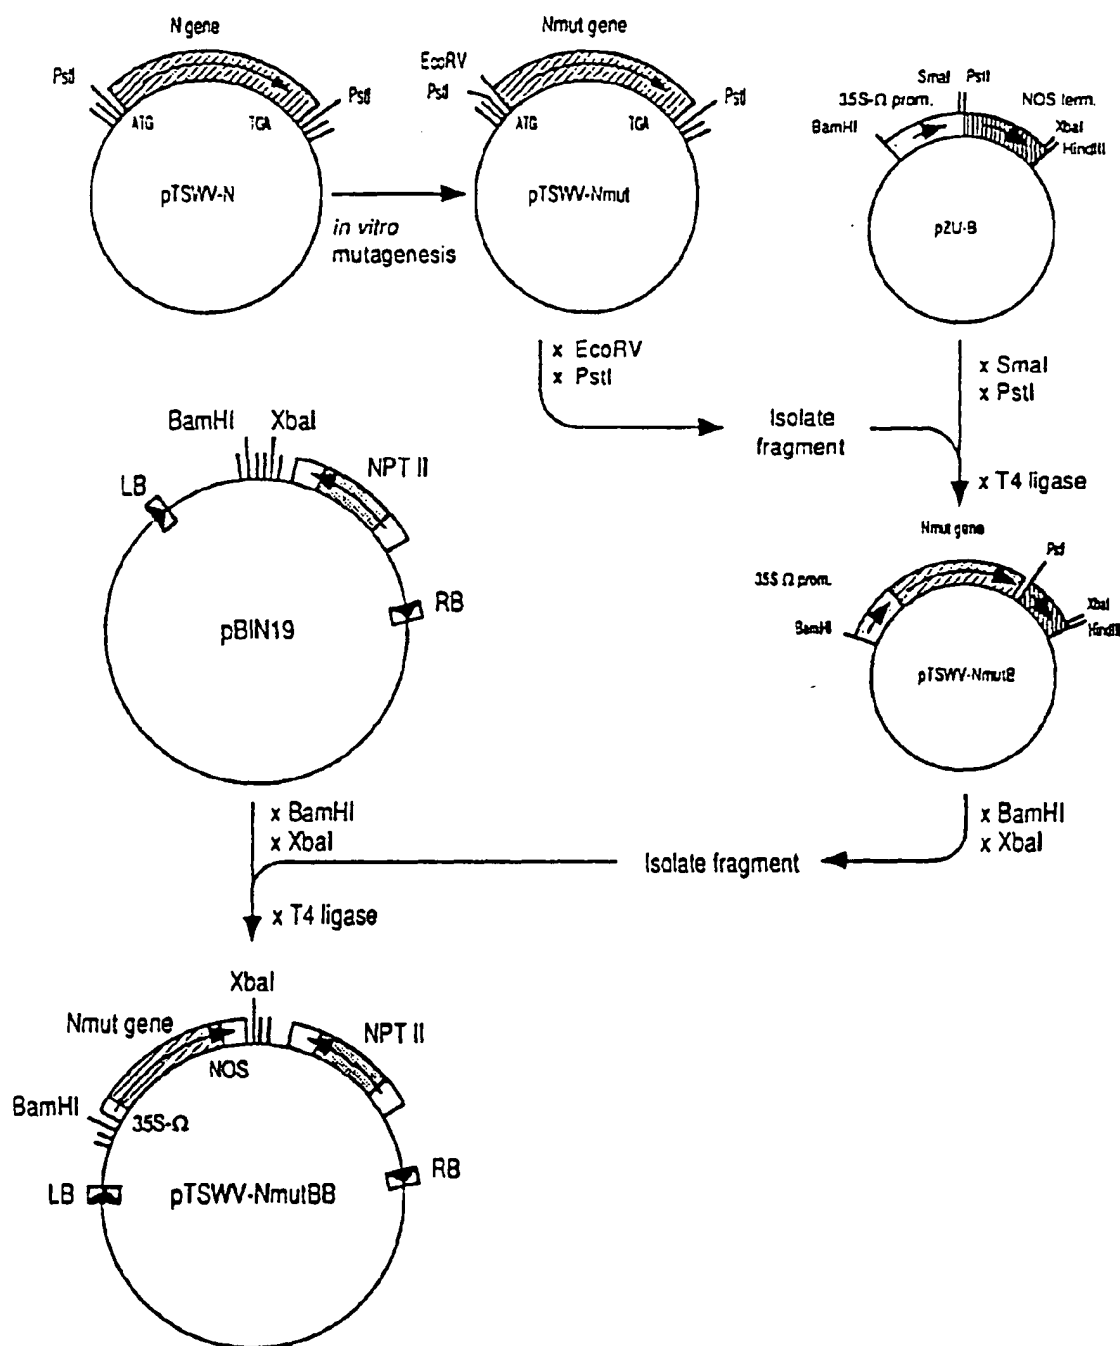 N gene
PstI
PstI
ATG
TGA
pTSWV-N
in vitro
mutagenesis
Nmut gene
EcoRV
PstI
PstI
ATG
TGA
pTSWV-Nmut
SmaI
PstI
35S-Ω prom.
NOS term.
BamHI
XbaI
HindIII
pZU-B
x EcoRV
x PstI
Isolate
fragment
x SmaI
x PstI
x T4 ligase
BamHI
XbaI
NPT II
LB
RB
pBIN19
Nmut gene
PstI
35S Ω prom.
BamHI
XbaI
HindIII
pTSWV-NmutB
x BamHI
x XbaI
Isolate fragment
x BamHI
x XbaI
x T4 ligase
XbaI
Nmut gene
NPT II
NOS
BamHI
35S-Ω
LB
RB
pTSWV-NmutBB